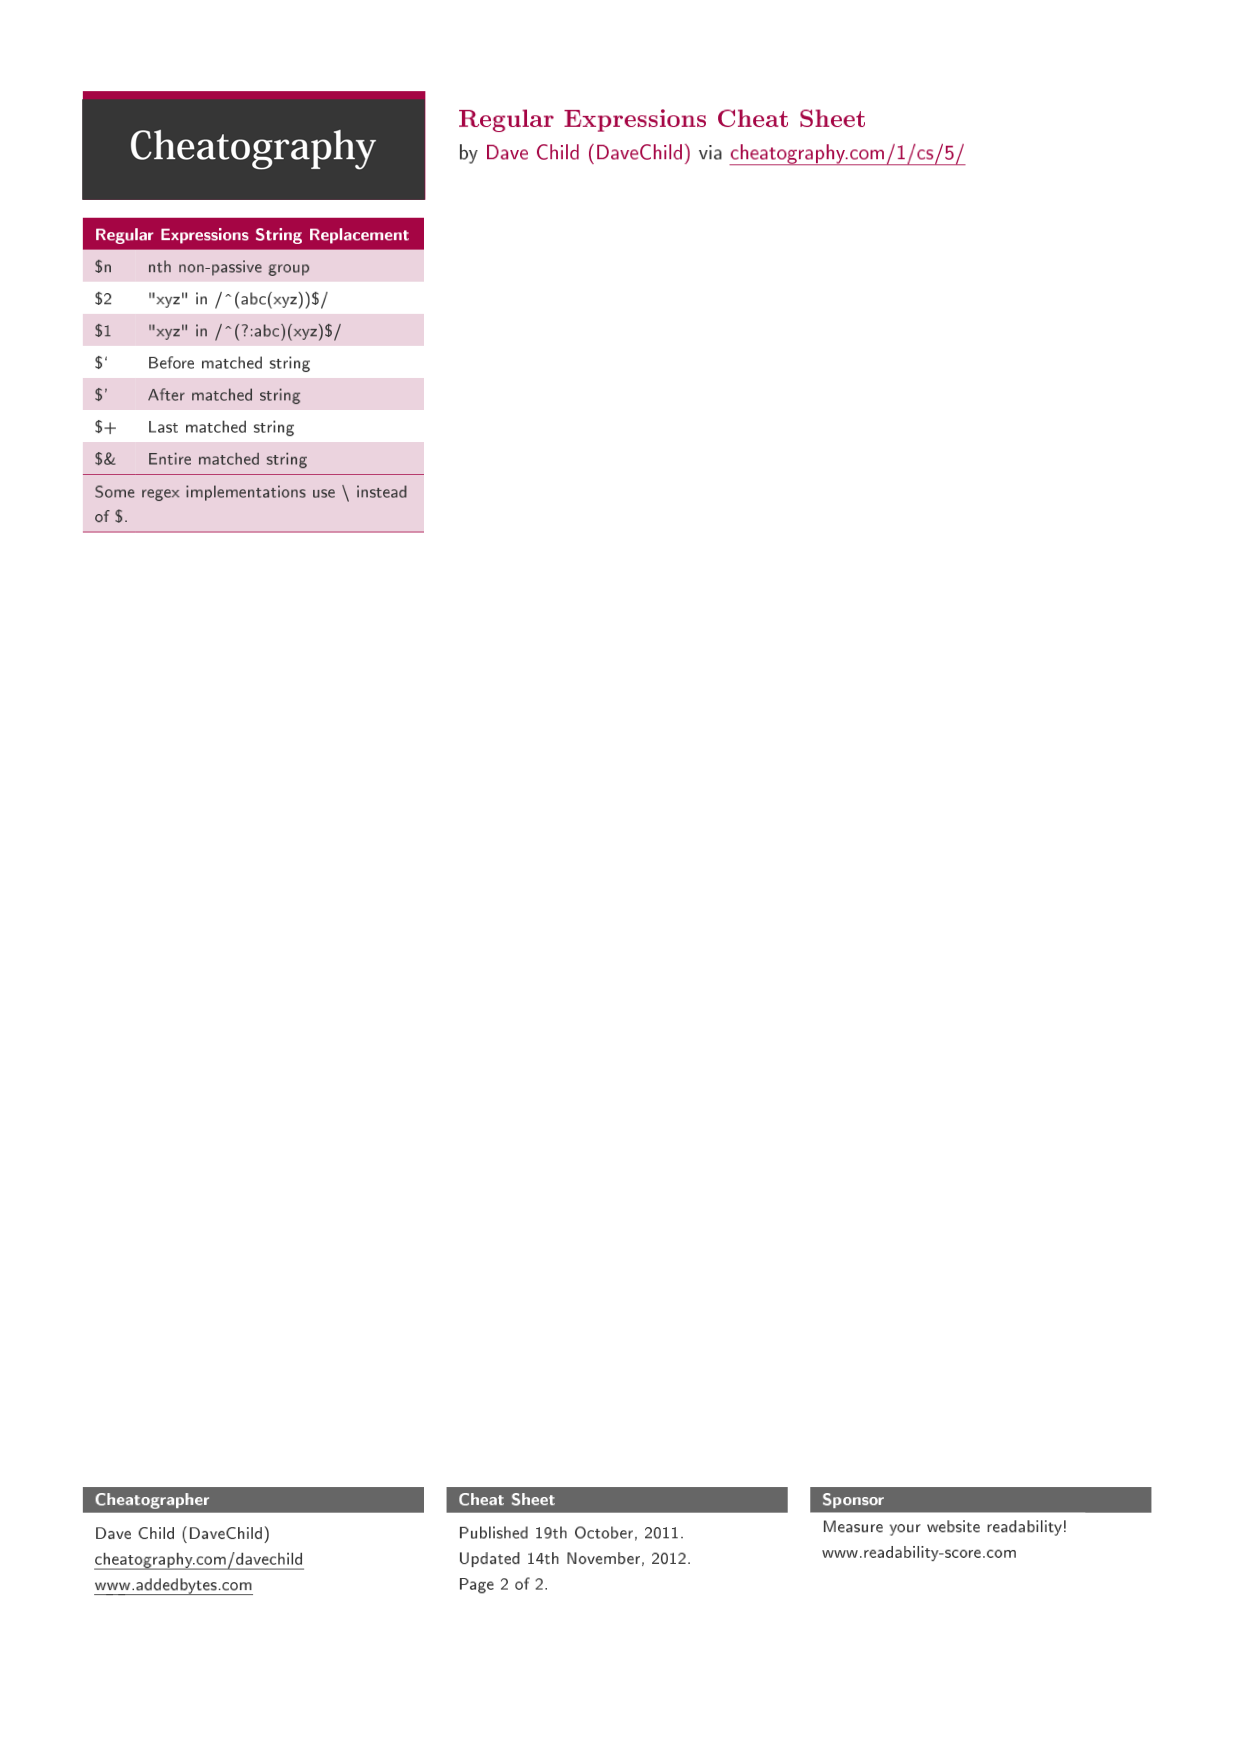 Cheatography
Regular Expressions Cheat Sheet
by Dave Child (DaveChild) via cheatography.com/1/cs/5/
Regular Expressions String Replacement
$n nth non-passive group
$2 "xyz" in /^(abc(xyz))$/
$1 "xyz" in /^(?:abc)(xyz)$/
$‘ Before matched string
$’ After matched string
$+ Last matched string
$& Entire matched string
Some regex implementations use \ instead
of $.
Cheatographer
Dave Child (DaveChild)
cheatography.com/davechild
www.addedbytes.com
Cheat Sheet
Published 19th October, 2011.
Updated 14th November, 2012.
Page 2 of 2.
Sponsor
Measure your website readability!
www.readability-score.com